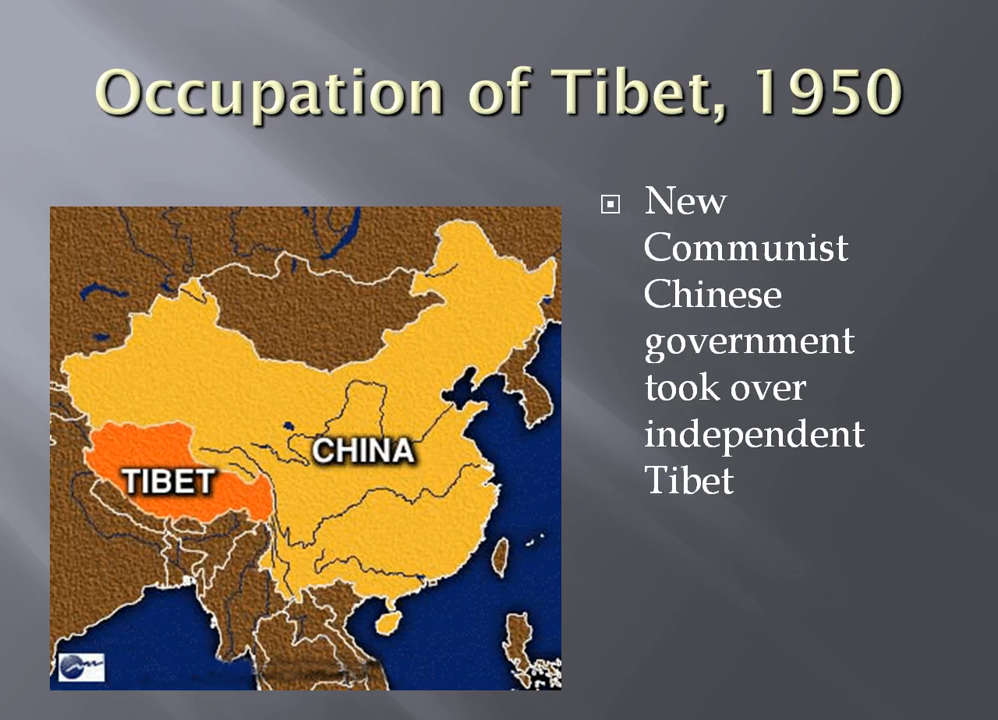 Occupation of Tibet, 1950
New
Communist
Chinese
government
took over
independent
Tibet
CHINA
TIBET